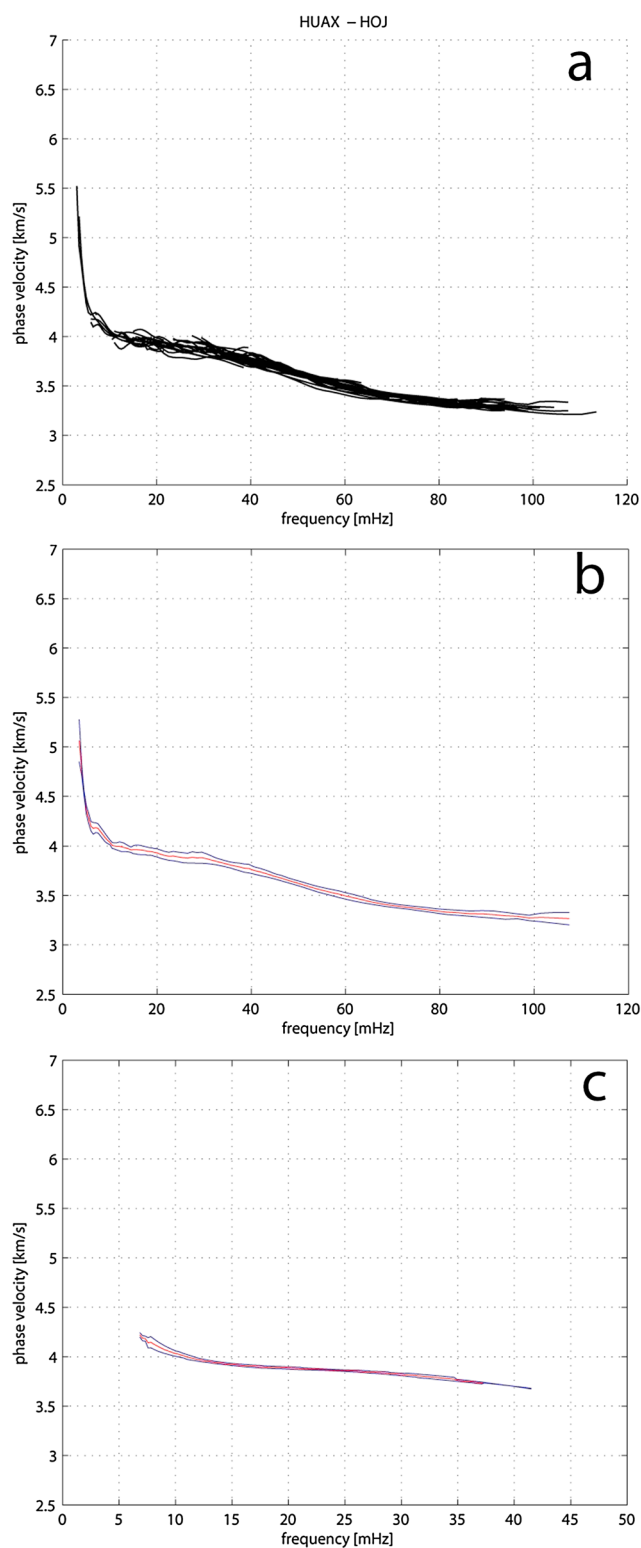 HUAX – HOJ
a
7
6.5
6
5.5
5
4.5
4
3.5
3
2.5
phase velocity [km/s]
0 20 40 60 80 100 120
frequency [mHz]
b
7
6.5
6
5.5
5
4.5
4
3.5
3
2.5
phase velocity [km/s]
0 20 40 60 80 100 120
frequency [mHz]
c
7
6.5
6
5.5
5
4.5
4
3.5
3
2.5
phase velocity [km/s]
0 5 10 15 20 25 30 35 40 45 50
frequency [mHz]